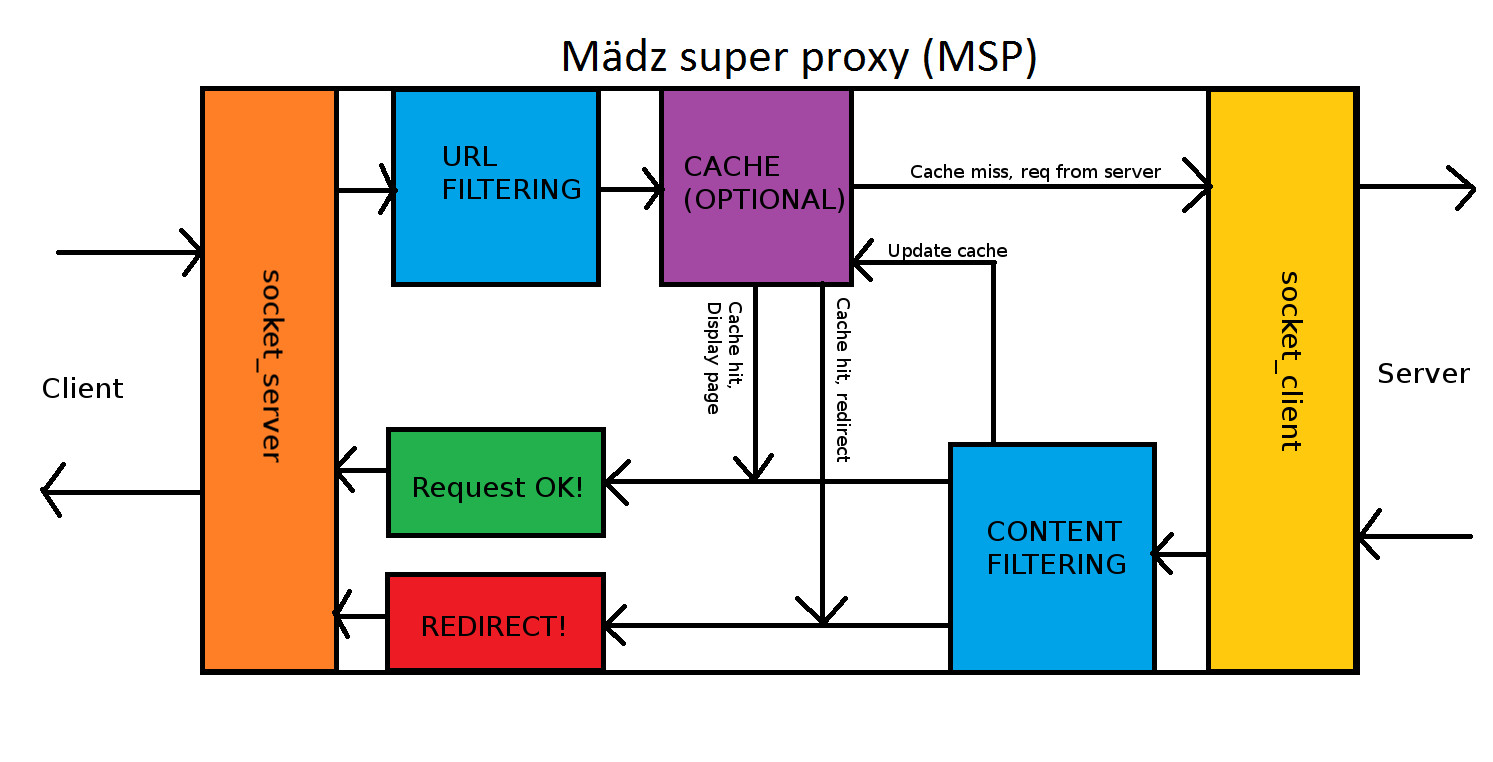 Mädz super proxy (MSP)
URL
FILTERING
CACHE
(OPTIONAL)
Cache miss, req from server
Update cache
socket_server
Cache hit,
Display page
Cache hit, redirect
socket_client
Client
Server
Request OK!
CONTENT
FILTERING
REDIRECT!